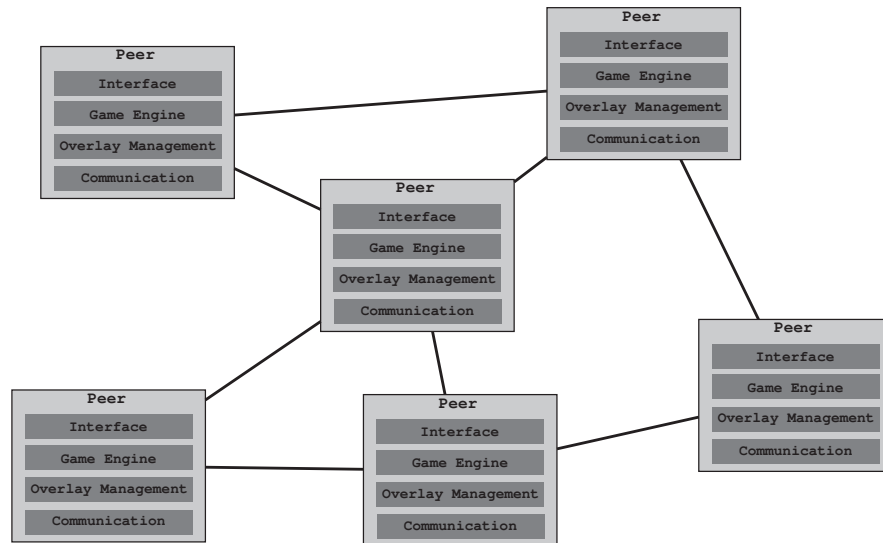 Peer
Interface
Game Engine
Overlay Management
Communication
Peer
Interface
Game Engine
Overlay Management
Communication
Peer
Interface
Game Engine
Overlay Management
Communication
Peer
Interface
Game Engine
Overlay Management
Communication
Peer
Interface
Game Engine
Overlay Management
Communication
Peer
Interface
Game Engine
Overlay Management
Communication